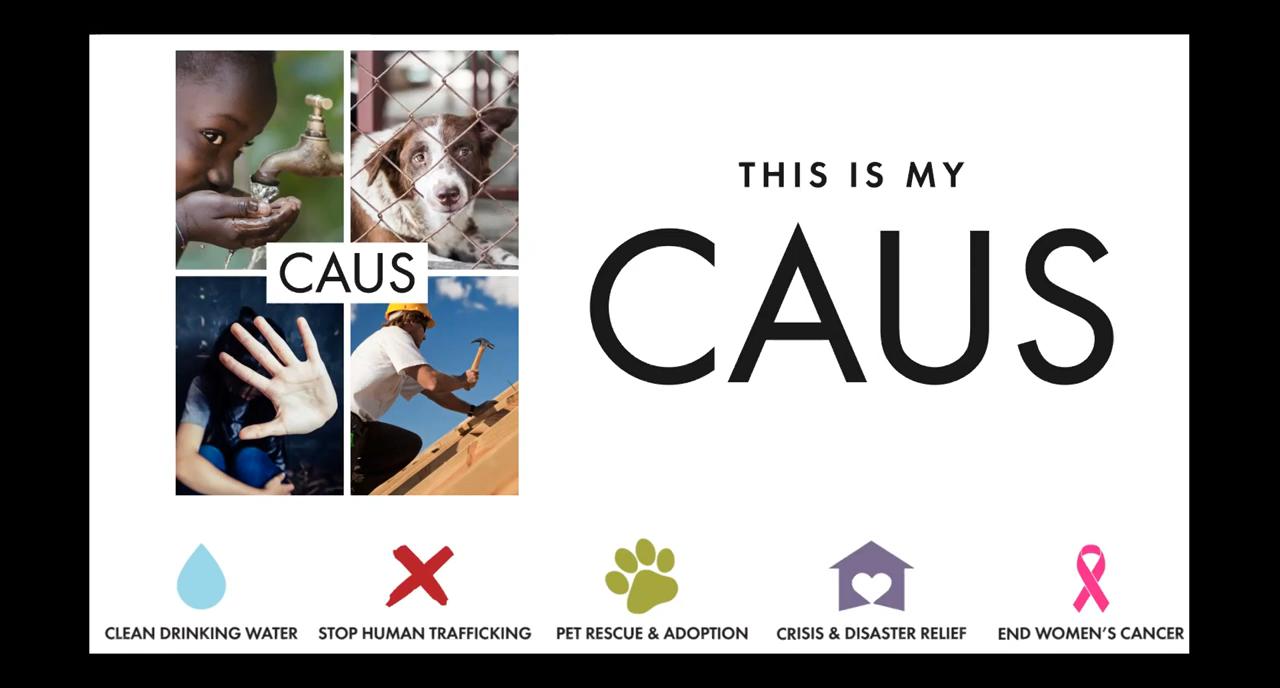 CAUS
THIS IS MY
CAUS
CLEAN DRINKING WATER
STOP HUMAN TRAFFICKING
PET RESCUE & ADOPTION
CRISIS & DISASTER RELIEF
END WOMEN'S CANCER